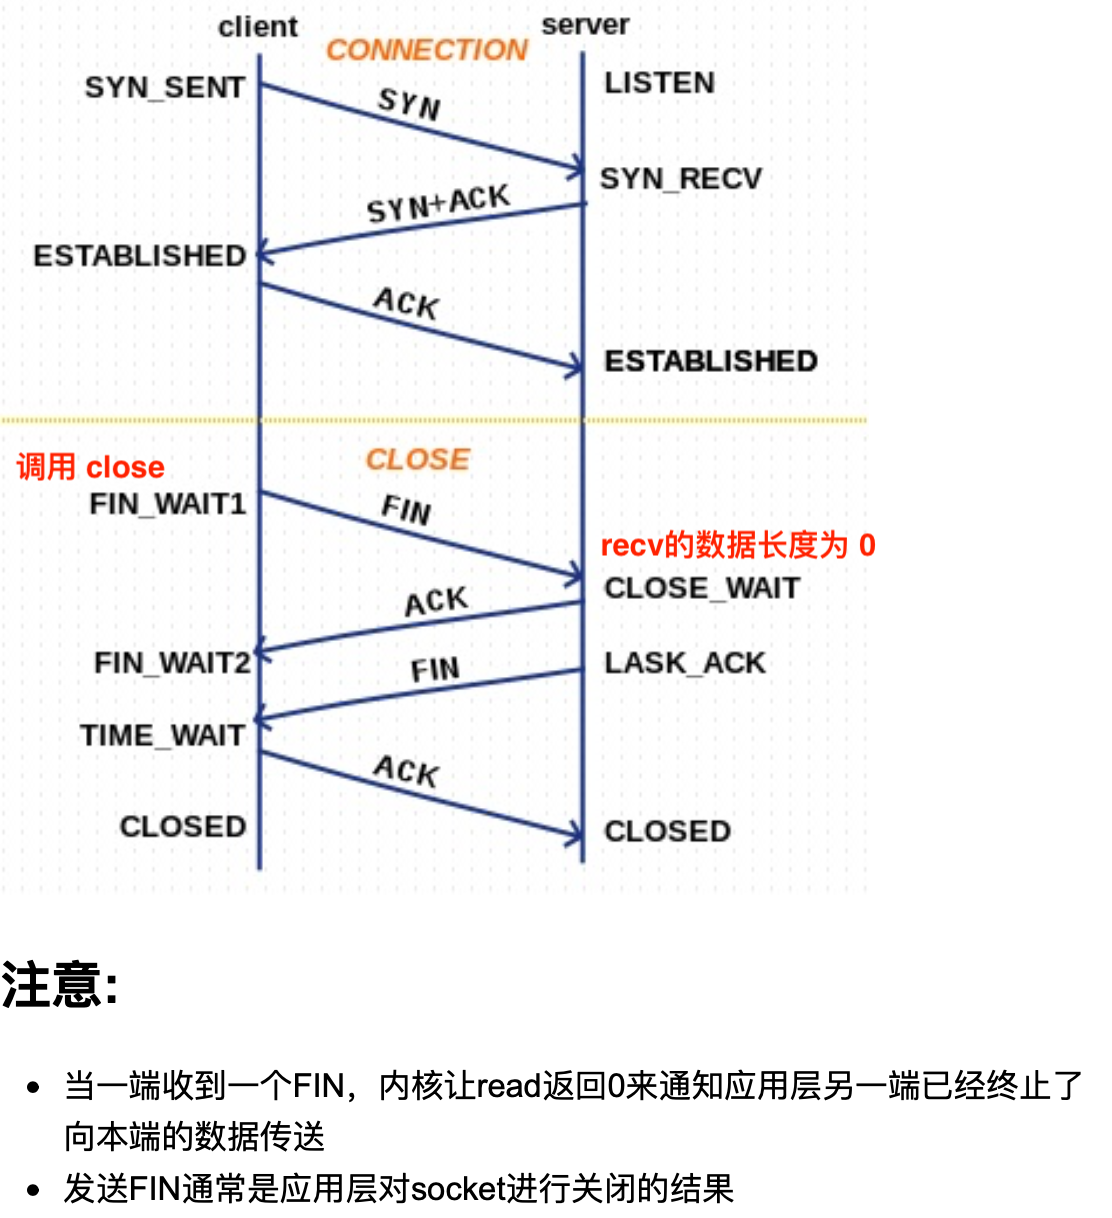 client
server
CONNECTION
SYN_SENT
LISTEN
SYN
SYN_RECV
SYN+ACK
ESTABLISHED
ACK
ESTABLISHED
调用 close
CLOSE
FIN_WAIT1
FIN
recv的数据长度为 0
CLOSE_WAIT
ACK
FIN_WAIT2
FIN
LASK_ACK
TIME_WAIT
ACK
CLOSED
CLOSED
注意:
• 当一端收到一个FIN，内核让read返回0来通知应用层另一端已经终止了
向本端的数据传送
• 发送FIN通常是应用层对socket进行关闭的结果